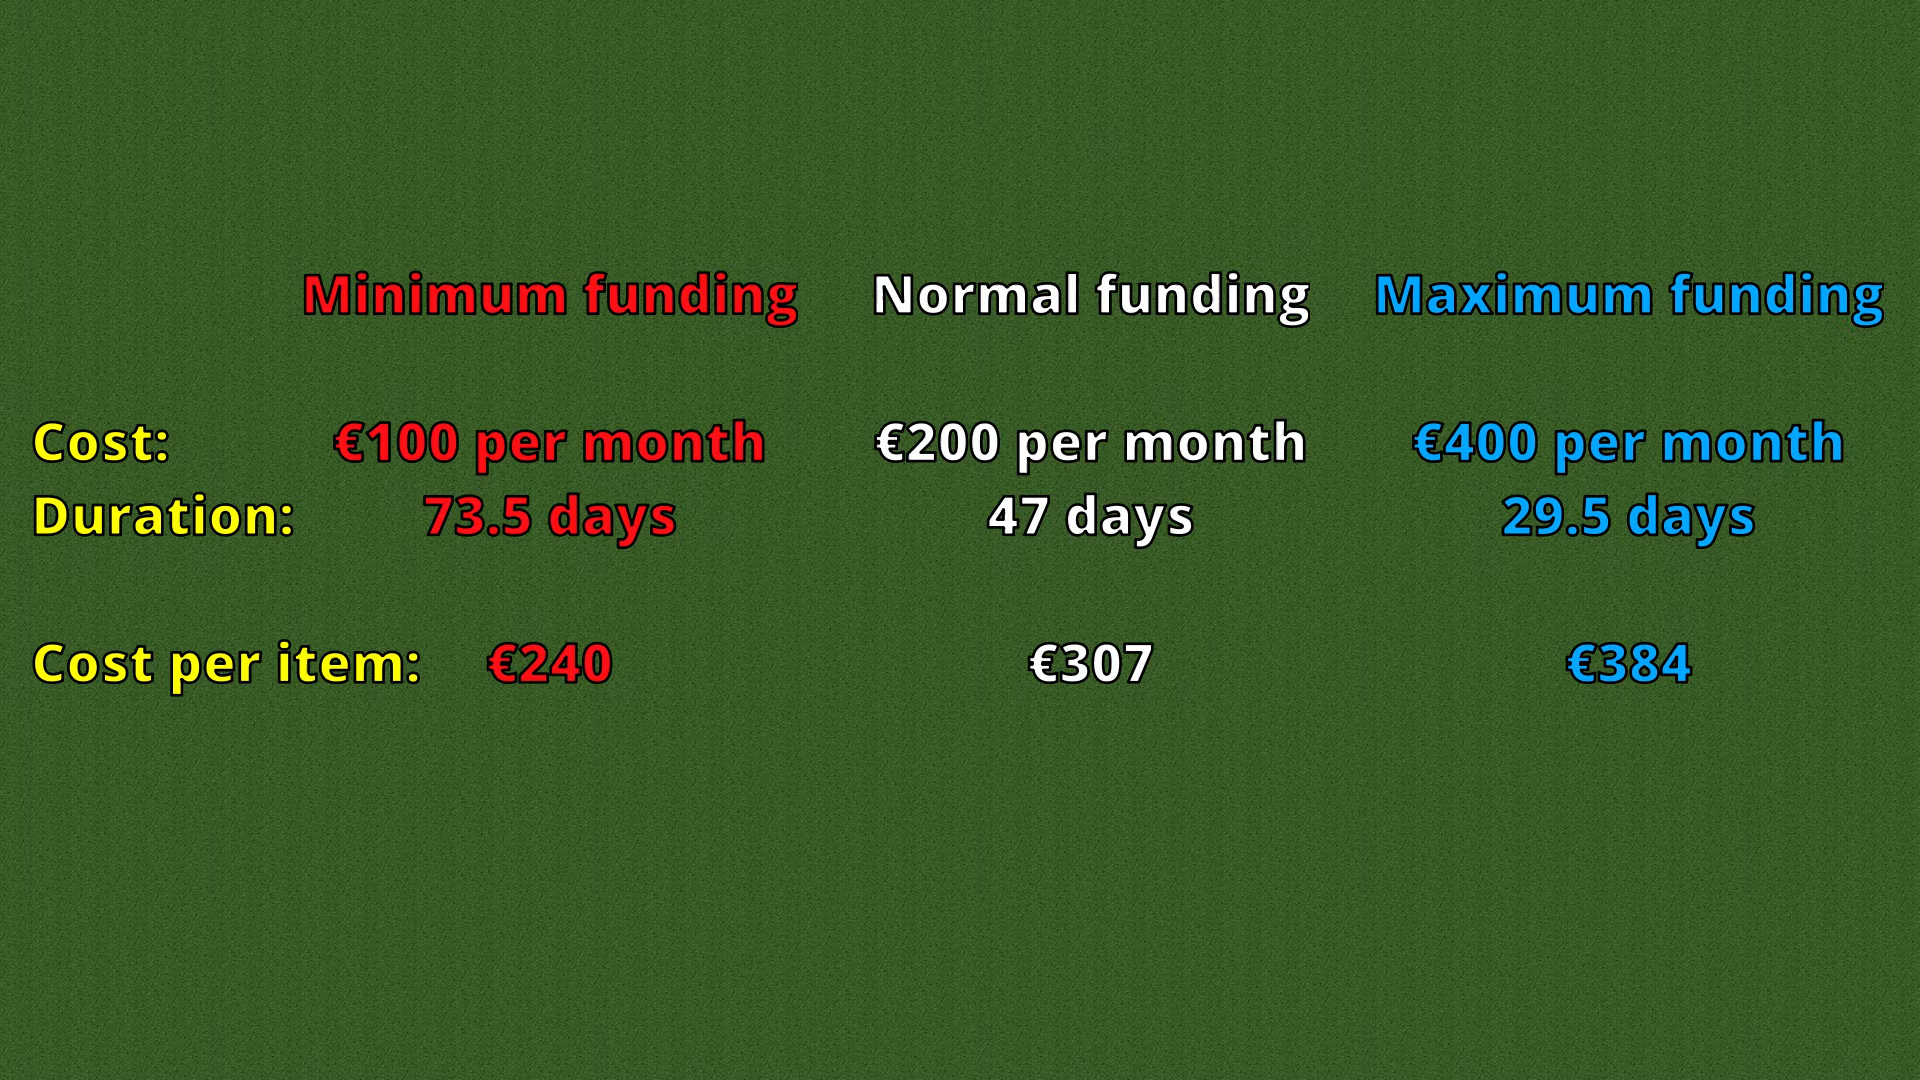 Minimum funding Normal funding Maximum funding
Cost: €100 per month €200 per month €400 per month
Duration: 73.5 days 47 days 29.5 days
Cost per item: €240 €307 €384